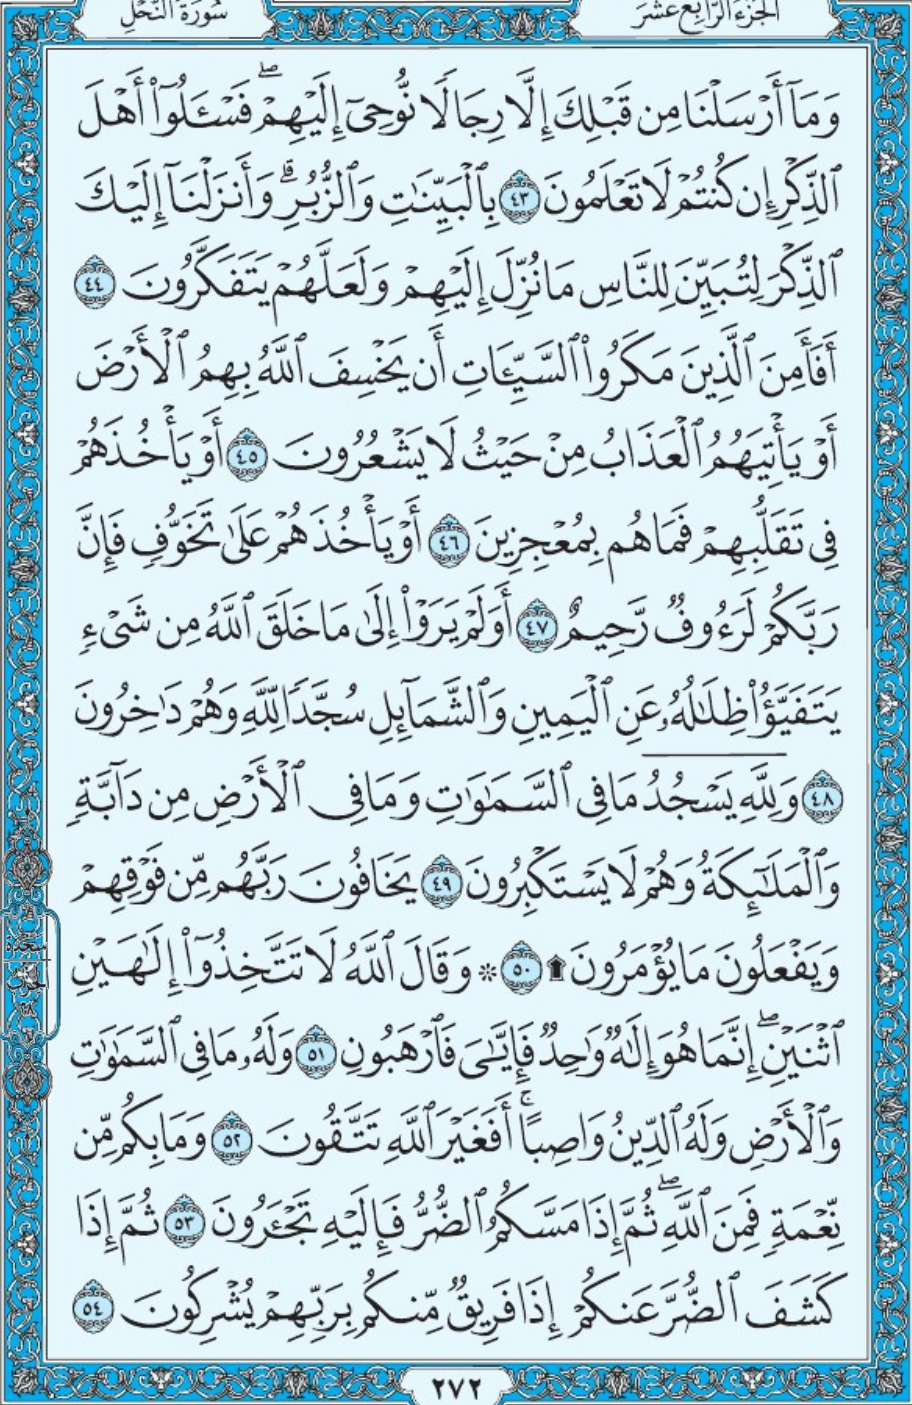 الجزء الرابع عشر
سورة النحل
وَمَآ أَرْسَلْنَا مِن قَبْلِكَ إِلَّا رِجَالًا نُّوحِىٓ إِلَيْهِمْ ۖ فَسْـَٔلُوٓا۟ أَهْلَ
ٱلذِّكْرِ إِن كُنتُمْ لَا تَعْلَمُونَ ٤٣ بِٱلْبَيِّنَـٰتِ وَٱلزُّبُرِ ۗ وَأَنزَلْنَآ إِلَيْكَ
ٱلذِّكْرَ لِتُبَيِّنَ لِلنَّاسِ مَا نُزِّلَ إِلَيْهِمْ وَلَعَلَّهُمْ يَتَفَكَّرُونَ ٤٤
أَفَأَمِنَ ٱلَّذِينَ مَكَرُوا۟ ٱلسَّيِّـَٔاتِ أَن يَخْسِفَ ٱللَّهُ بِهِمُ ٱلْأَرْضَ
أَوْ يَأْتِيَهُمُ ٱلْعَذَابُ مِنْ حَيْثُ لَا يَشْعُرُونَ ٤٥ أَوْ يَأْخُذَهُمْ
فِى تَقَلُّبِهِمْ فَمَا هُم بِمُعْجِزِينَ ٤٦ أَوْ يَأْخُذَهُمْ عَلَىٰ تَخَوُّفٍ فَإِنَّ
رَبَّكُمْ لَرَءُوفٌ رَّحِيمٌ ٤٧ أَوَلَمْ يَرَوْا۟ إِلَىٰ مَا خَلَقَ ٱللَّهُ مِن شَىْءٍ
يَتَفَيَّؤُا۟ ظِلَـٰلُهُۥ عَنِ ٱلْيَمِينِ وَٱلشَّمَآئِلِ سُجَّدًا لِّلَّهِ وَهُمْ دَٰخِرُونَ
٤٨ وَلِلَّهِ يَسْجُدُ مَا فِى ٱلسَّمَـٰوَٰتِ وَمَا فِى ٱلْأَرْضِ مِن دَآبَّةٍ
وَٱلْمَلَـٰٓئِكَةُ وَهُمْ لَا يَسْتَكْبِرُونَ ٤٩ يَخَافُونَ رَبَّهُم مِّن فَوْقِهِمْ
وَيَفْعَلُونَ مَا يُؤْمَرُونَ ۩ ٥٠ ۞ وَقَالَ ٱللَّهُ لَا تَتَّخِذُوٓا۟ إِلَـٰهَيْنِ
ٱثْنَيْنِ ۖ إِنَّمَا هُوَ إِلَـٰهٌ وَٰحِدٌ فَإِيَّـٰىَ فَٱرْهَبُونِ ٥١ وَلَهُۥ مَا فِى ٱلسَّمَـٰوَٰتِ
وَٱلْأَرْضِ وَلَهُ ٱلدِّينُ وَاصِبًا ۚ أَفَغَيْرَ ٱللَّهِ تَتَّقُونَ ٥٢ وَمَا بِكُم مِّن
نِّعْمَةٍ فَمِنَ ٱللَّهِ ۖ ثُمَّ إِذَا مَسَّكُمُ ٱلضُّرُّ فَإِلَيْهِ تَجْـَٔرُونَ ٥٣ ثُمَّ إِذَا
كَشَفَ ٱلضُّرَّ عَنكُمْ إِذَا فَرِيقٌ مِّنكُم بِرَبِّهِمْ يُشْرِكُونَ ٥٤
سجدة
٢٧٢